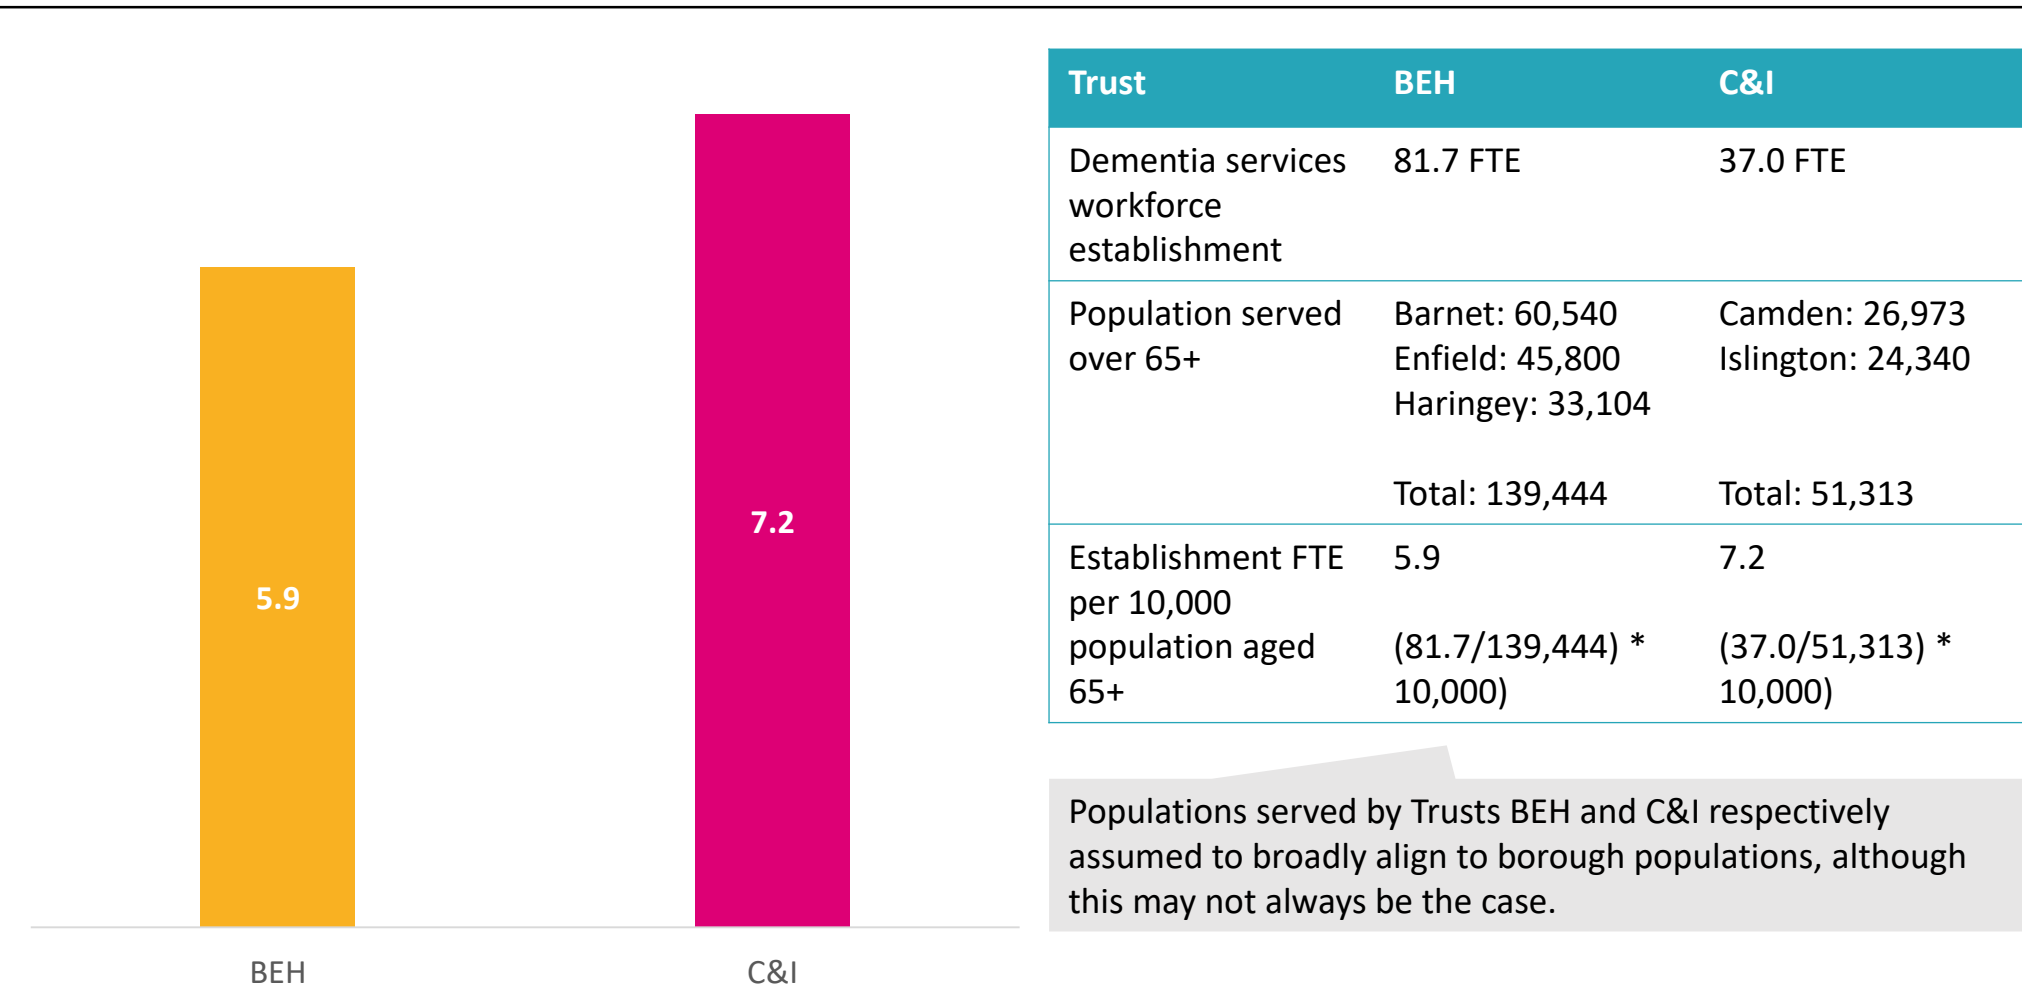 5.9
7.2
BEH
C&I
Trust BEH C&I
Dementia services 81.7 FTE 37.0 FTE
workforce
establishment
Population served Barnet: 60,540 Camden: 26,973
over 65+ Enfield: 45,800 Islington: 24,340
Haringey: 33,104
Total: 139,444 Total: 51,313
Establishment FTE 5.9 7.2
per 10,000
population aged (81.7/139,444) * (37.0/51,313) *
65+ 10,000) 10,000)
Populations served by Trusts BEH and C&I respectively
assumed to broadly align to borough populations, although
this may not always be the case.